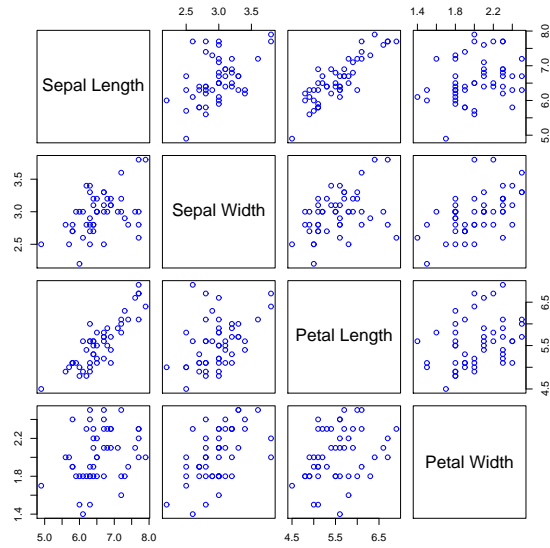 2.5 3.0 3.5 1.4 1.8 2.2
Sepal Length
5.0 6.0 7.0 8.0
2.5 3.0 3.5
Sepal Width
Petal Length
4.5 5.5 6.5
1.4 1.8 2.2
Petal Width
5.0 6.0 7.0 8.0 4.5 5.5 6.5